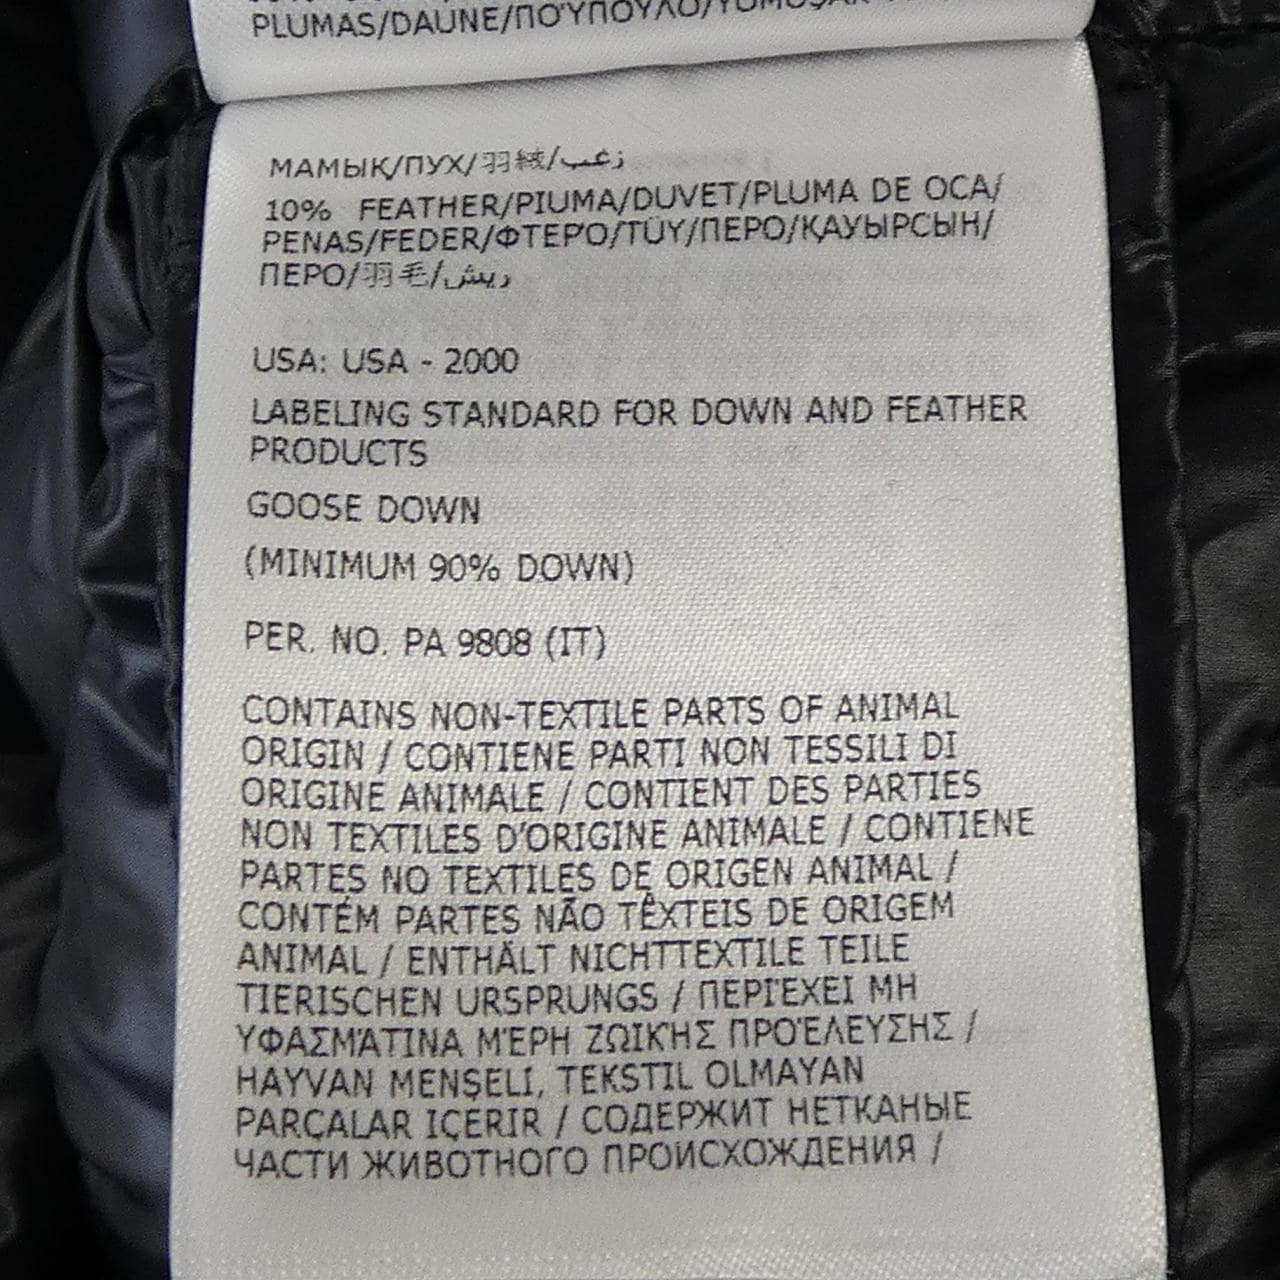 PLUMAS/DAUNE/ΠΟΎΠΟΥΛΟ/YUMUŞAK
МАМЫҚ/ПУХ/羽絨/زغب
10% FEATHER/PIUMA/DUVET/PLUMA DE OCA/
PENAS/FEDER/ΦΤΕΡΌ/TÜY/ПЕРО/ҚАУЫРСЫН/
ПЕРО/羽毛/ريش
USA: USA - 2000
LABELING STANDARD FOR DOWN AND FEATHER
PRODUCTS
GOOSE DOWN
(MINIMUM 90% DOWN)
PER. NO. PA 9808 (IT)
CONTAINS NON-TEXTILE PARTS OF ANIMAL
ORIGIN / CONTIENE PARTI NON TESSILI DI
ORIGINE ANIMALE / CONTIENT DES PARTIES
NON TEXTILES D'ORIGINE ANIMALE / CONTIENE
PARTES NO TEXTILES DE ORIGEN ANIMAL /
CONTÉM PARTES NÃO TÊXTEIS DE ORIGEM
ANIMAL / ENTHÄLT NICHTTEXTILE TEILE
TIERISCHEN URSPRUNGS / ΠΕΡΙΈΧΕΙ ΜΗ
ΥΦΑΣΜΆΤΙΝΑ ΜΈΡΗ ΖΩΙΚΉΣ ΠΡΟΈΛΕΥΣΗΣ /
HAYVAN MENŞELI, TEKSTIL OLMAYAN
PARÇALAR IÇERIR / СОДЕРЖИТ НЕТКАНЫЕ
ЧАСТИ ЖИВОТНОГО ПРОИСХОЖДЕНИЯ /